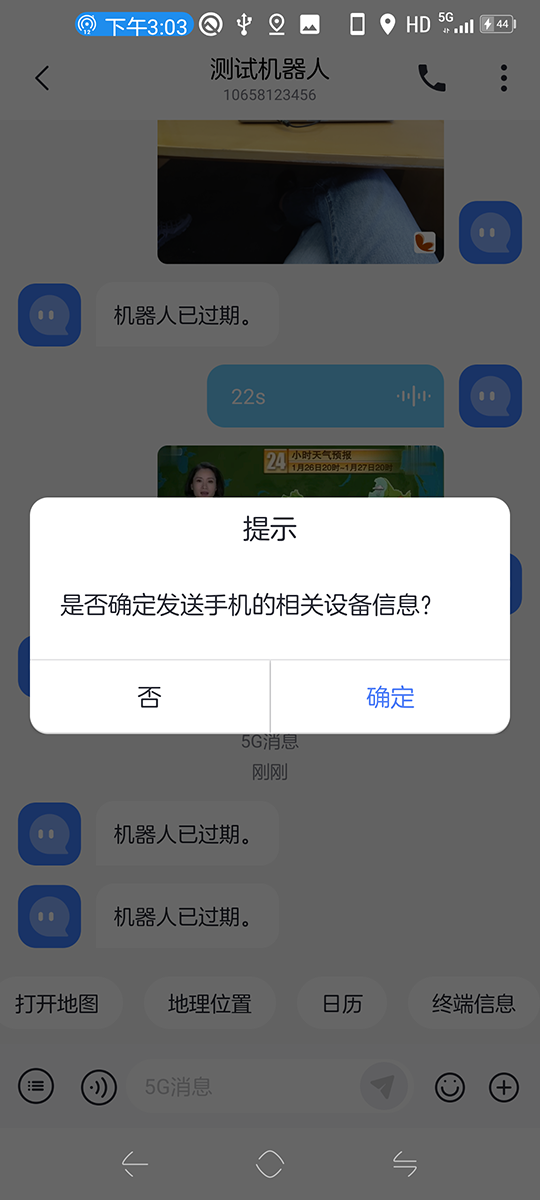 下午3:03 HD 5G 44
测试机器人
10658123456
机器人已过期。
22s
24 小时天气预报
1月26日20时-1月27日20时
提示
是否确定发送手机的相关设备信息?
否 确定
5G消息
刚刚
机器人已过期。
机器人已过期。
打开地图 地理位置 日历 终端信息
5G消息